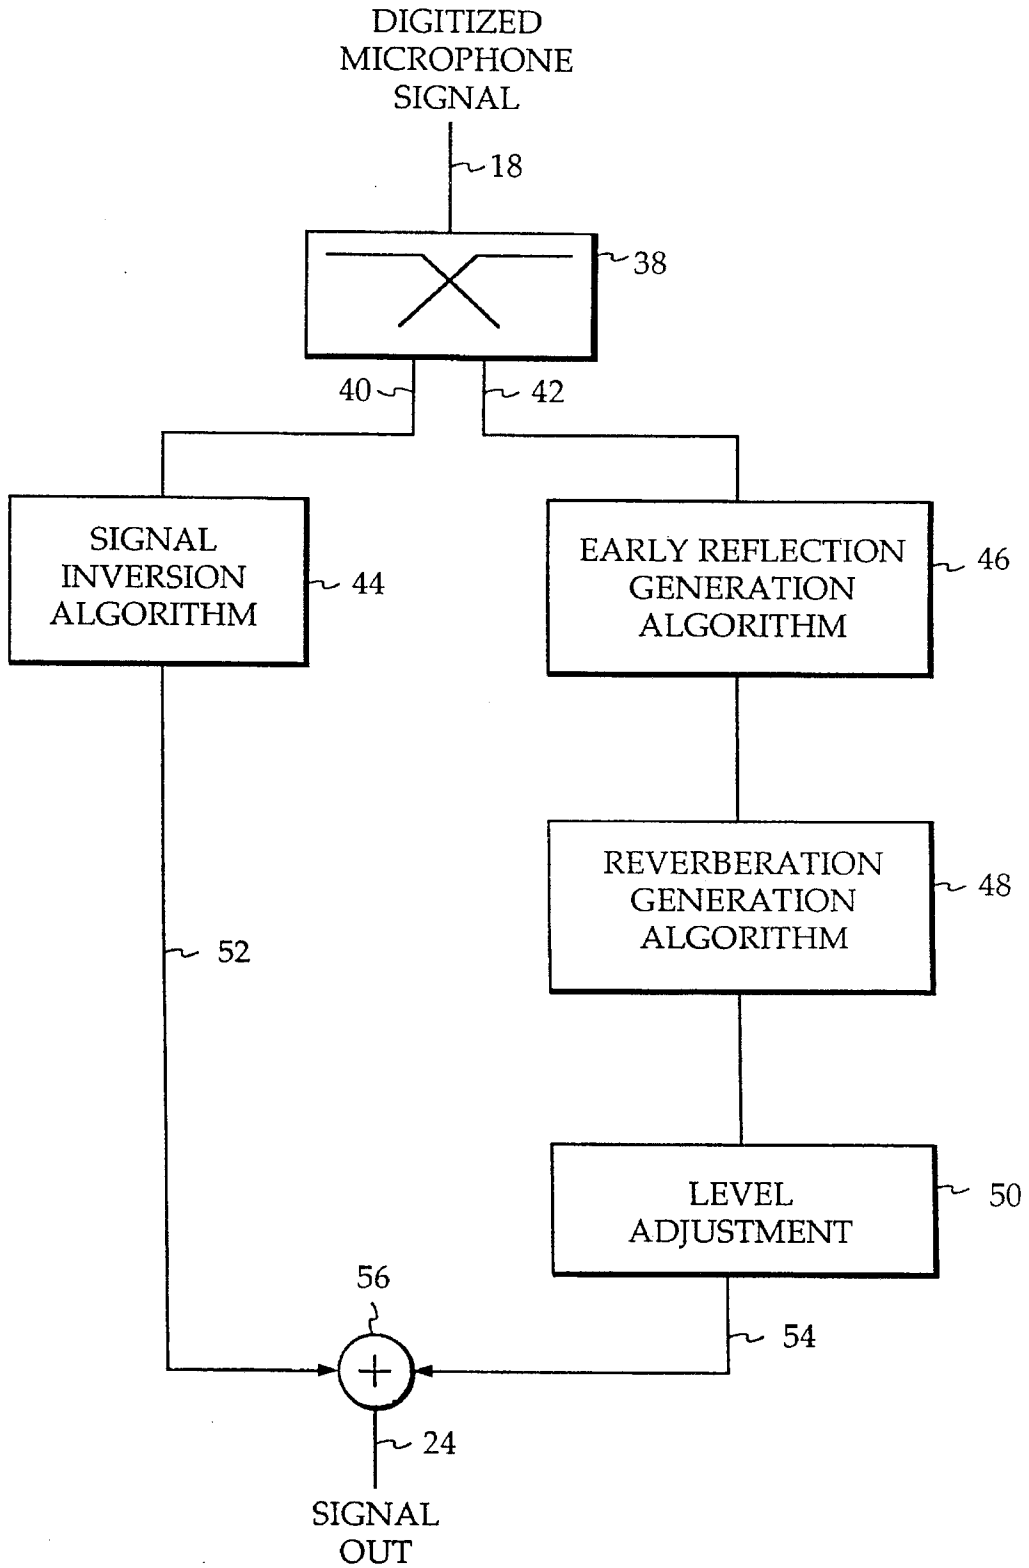 DIGITIZED
MICROPHONE
SIGNAL
18
38
40
42
SIGNAL
INVERSION
ALGORITHM
44
EARLY REFLECTION
GENERATION
ALGORITHM
46
REVERBERATION
GENERATION
ALGORITHM
48
52
LEVEL
ADJUSTMENT
50
56
54
+
24
SIGNAL
OUT